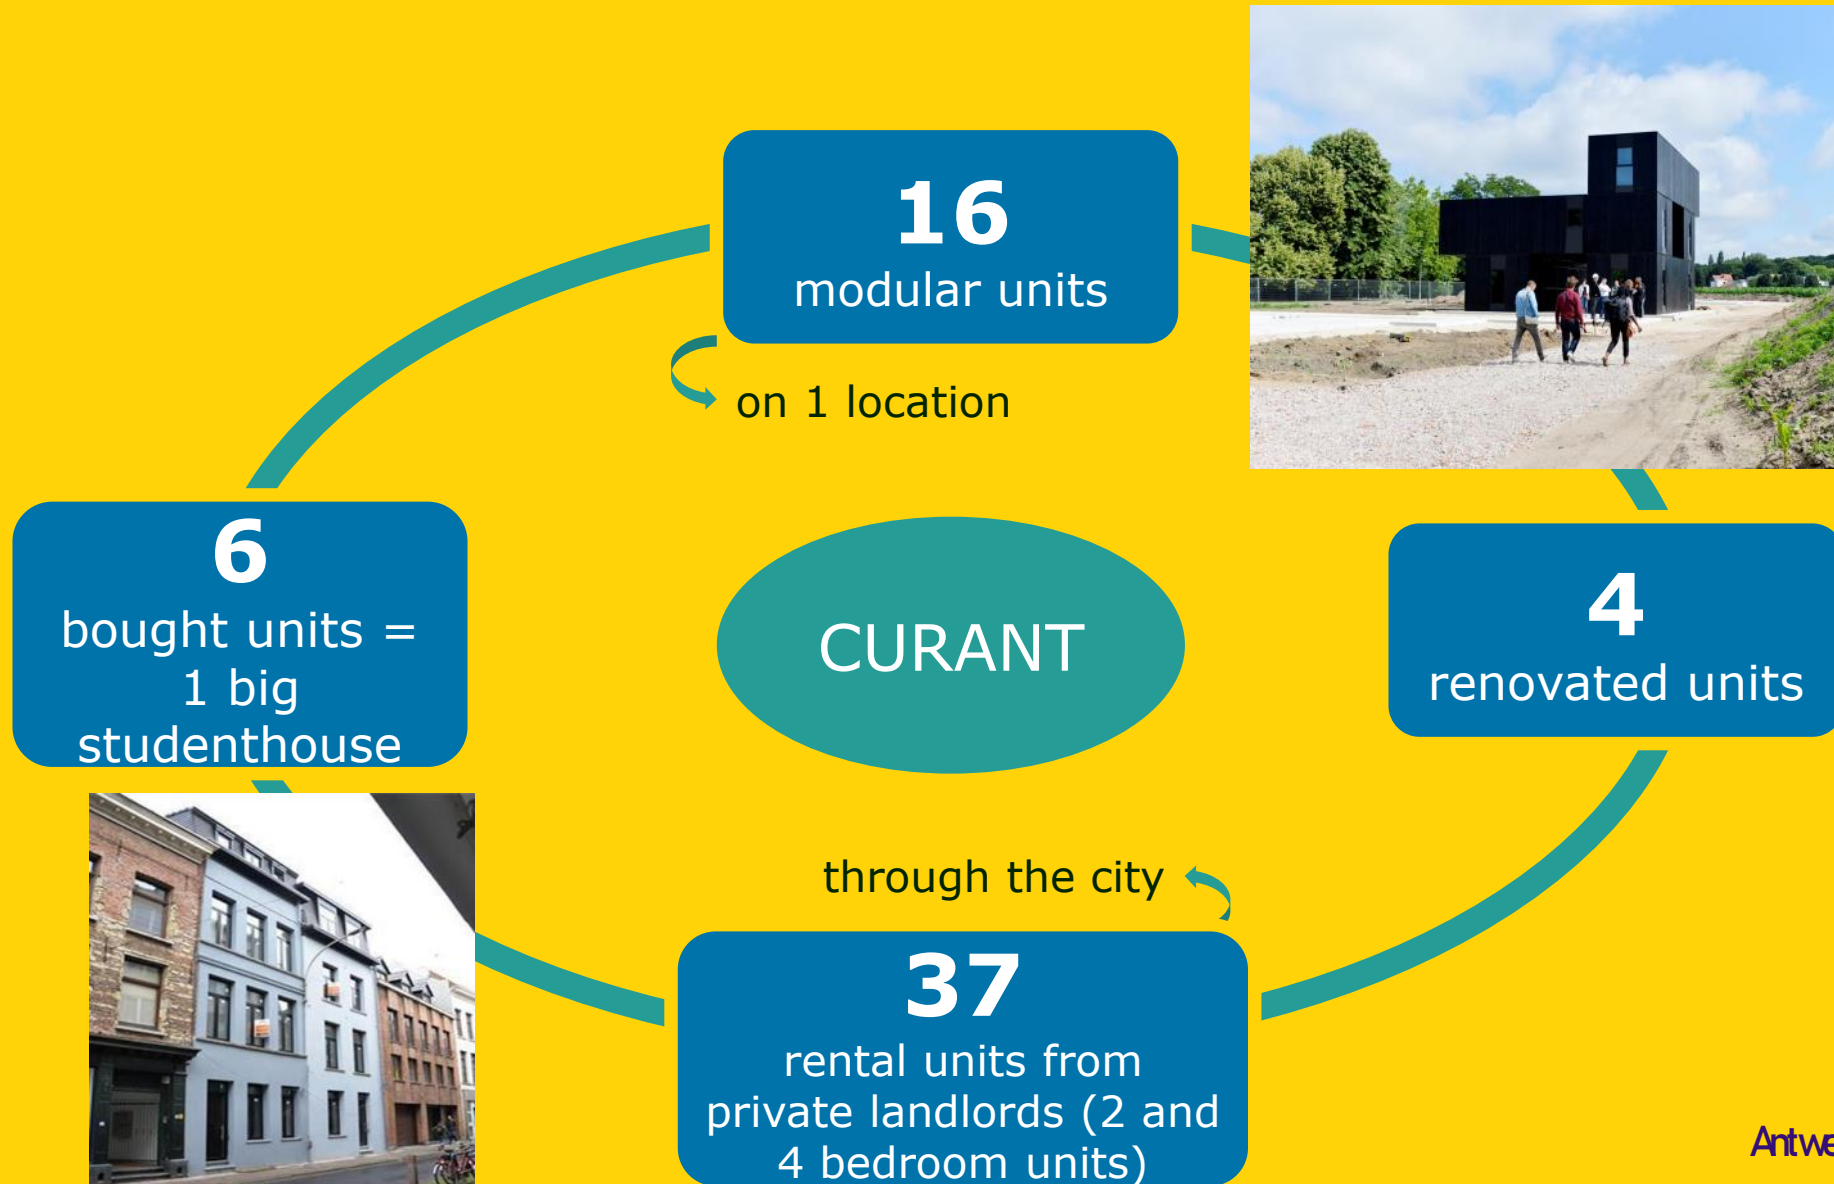 16
modular units
on 1 location
6
bought units =
1 big
studenthouse
CURANT
4
renovated units
through the city
37
rental units from
private landlords (2 and
4 bedroom units)
Antwe